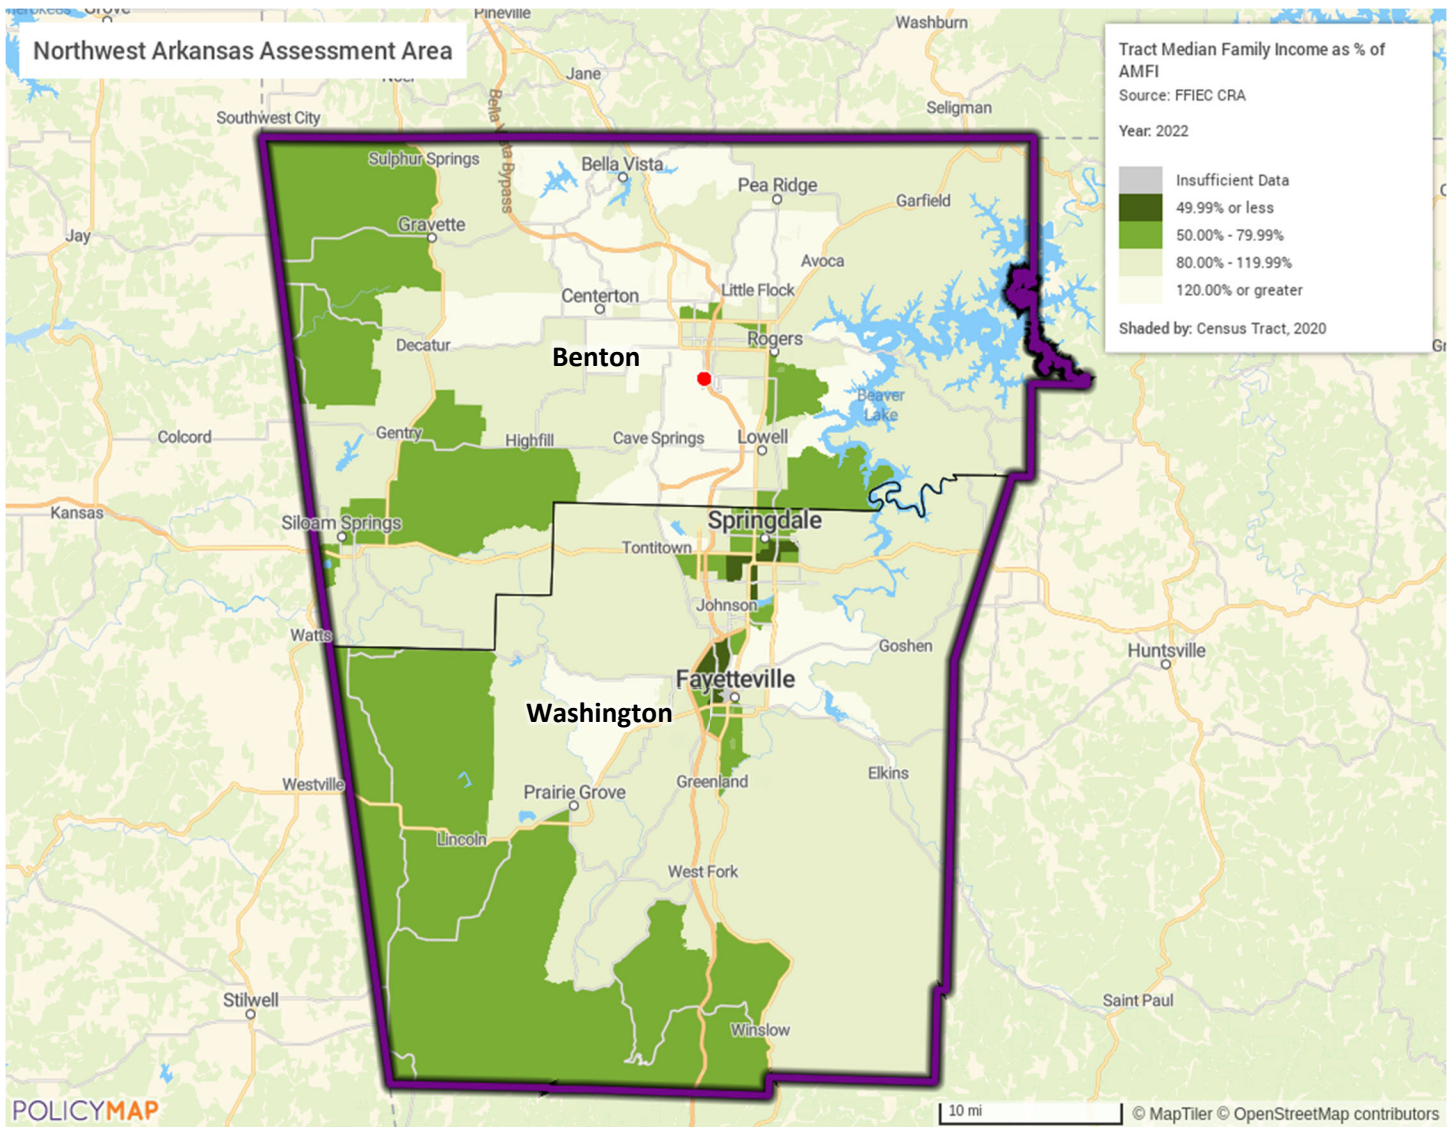 Grove
Pineville
Washburn
Northwest Arkansas Assessment Area
Noel
Jane
Seligman
Southwest City
Bella Vista Bypass
Tract Median Family Income as % of
AMFI
Source: FFIEC CRA
Year: 2022
Insufficient Data
49.99% or less
50.00% - 79.99%
80.00% - 119.99%
120.00% or greater
Shaded by: Census Tract, 2020
Sulphur Springs
Bella Vista
Pea Ridge
Garfield
Jay
Gravette
Avoca
Centerton
Little Flock
Decatur
Benton
Rogers
Beaver
Lake
Colcord
Gentry
Highfill
Cave Springs
Lowell
Kansas
Siloam Springs
Springdale
Tontitown
Johnson
Watts
Goshen
Huntsville
Fayetteville
Washington
Westville
Prairie Grove
Greenland
Elkins
Lincoln
West Fork
Stilwell
Saint Paul
Winslow
POLICYMAP
10 mi
© MapTiler © OpenStreetMap contributors